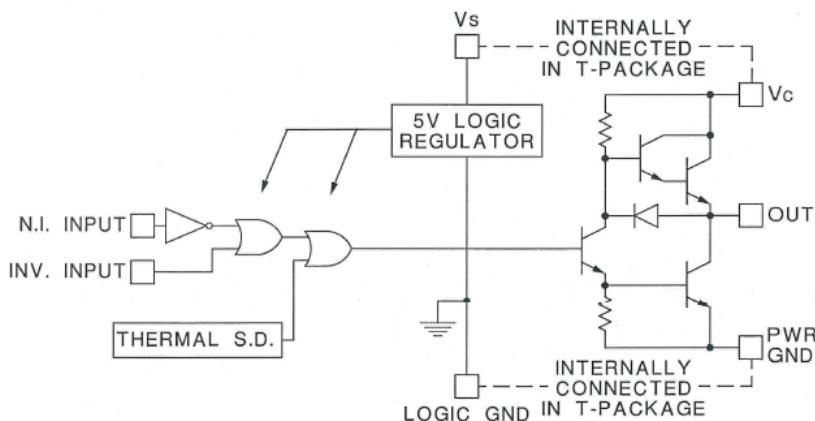 Vs
INTERNALLY
CONNECTED
IN T-PACKAGE
Vc
5V LOGIC
REGULATOR
N.I. INPUT
OUT
INV. INPUT
THERMAL S.D.
PWR
GND
INTERNALLY
CONNECTED
IN T-PACKAGE
LOGIC GND